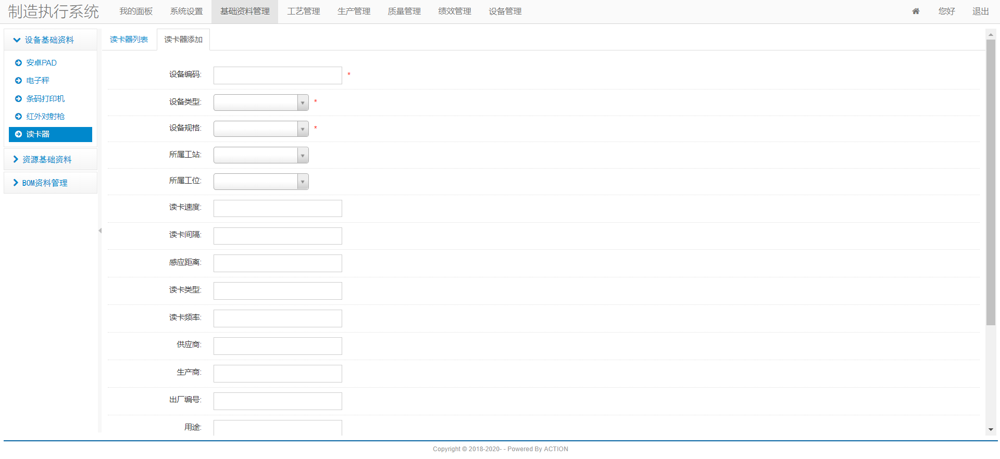 制造执行系统 我的面板 系统设置 基础资料管理 工艺管理 生产管理 质量管理 绩效管理 设备管理 您好 退出
设备基础资料
安卓PAD
电子秤
条码打印机
红外对射枪
读卡器
资源基础资料
BOM资料管理
读卡器列表 读卡器添加
设备编码: *
设备类型: *
设备规格: *
所属工站:
所属工位:
读卡速度:
读卡间隔:
感应距离:
读卡类型:
读卡频率:
供应商:
生产商:
出厂编号:
用途:
Copyright © 2018-2020- - Powered By ACTION